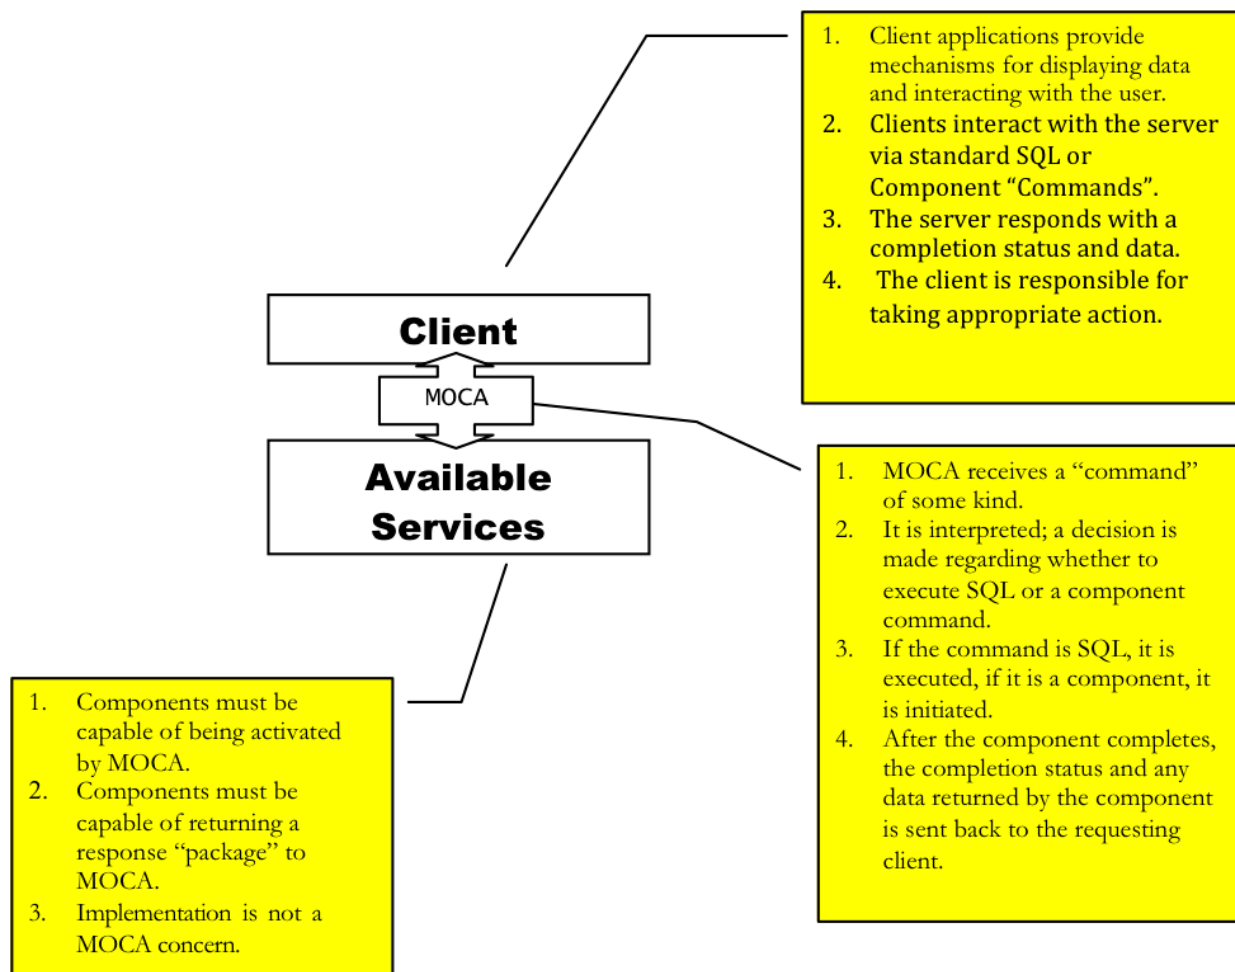 1. Client applications provide
mechanisms for displaying data
and interacting with the user.
2. Clients interact with the server
via standard SQL or
Component “Commands”.
3. The server responds with a
completion status and data.
4. The client is responsible for
taking appropriate action.
Client
MOCA
Available
Services
1. MOCA receives a “command”
of some kind.
2. It is interpreted; a decision is
made regarding whether to
execute SQL or a component
command.
3. If the command is SQL, it is
executed, if it is a component, it
is initiated.
4. After the component completes,
the completion status and any
data returned by the component
is sent back to the requesting
client.
1. Components must be
capable of being activated
by MOCA.
2. Components must be
capable of returning a
response “package” to
MOCA.
3. Implementation is not a
MOCA concern.